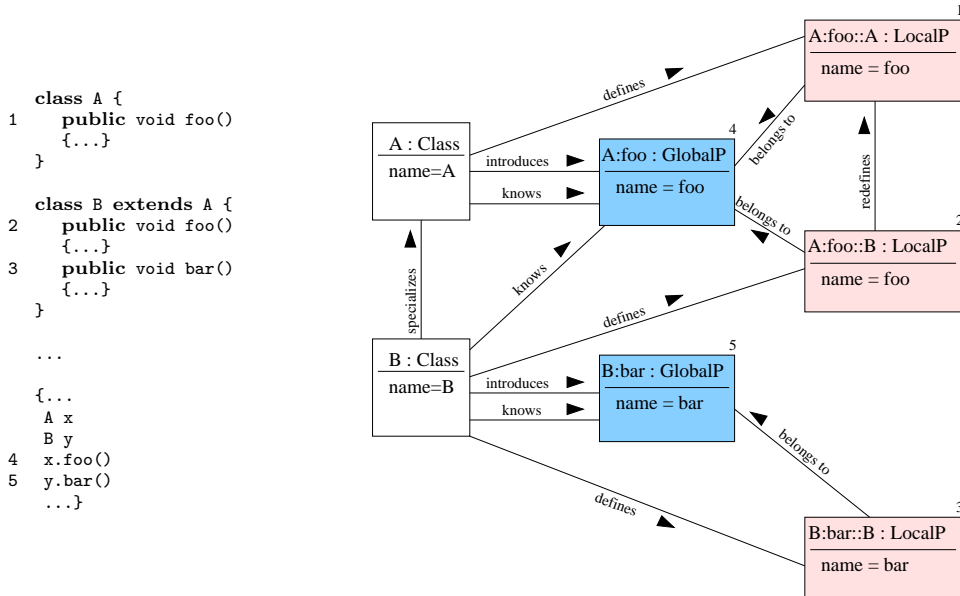 class A {
1 public void foo()
{...}
}
class B extends A {
2 public void foo()
{...}
3 public void bar()
{...}
}
...
{...
A x
B y
4 x.foo()
5 y.bar()
...}
A : Class
name=A
B : Class
name=B
specializes
introduces
knows
knows
introduces
knows
defines
defines
defines
4
A:foo : GlobalP
name = foo
5
B:bar : GlobalP
name = bar
belongs to
belongs to
belongs to
redefines
1
A:foo::A : LocalP
name = foo
2
A:foo::B : LocalP
name = foo
3
B:bar::B : LocalP
name = bar